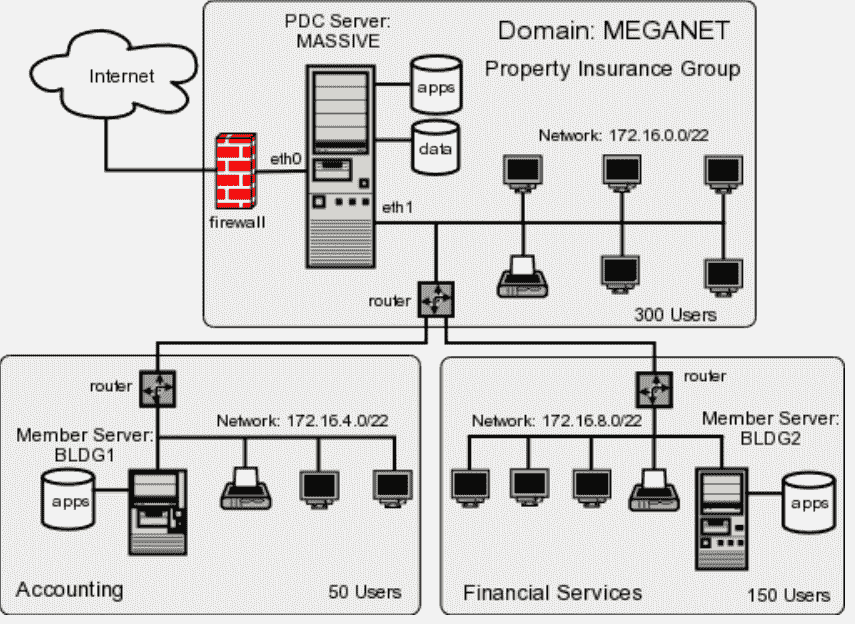 PDC Server:
MASSIVE
Domain: MEGANET
Property Insurance Group
Internet
apps
data
Network: 172.16.0.0/22
eth0
eth1
firewall
router
300 Users
router
Network: 172.16.4.0/22
Member Server:
BLDG1
apps
Accounting
50 Users
router
Network: 172.16.8.0/22
Member Server:
BLDG2
apps
Financial Services
150 Users